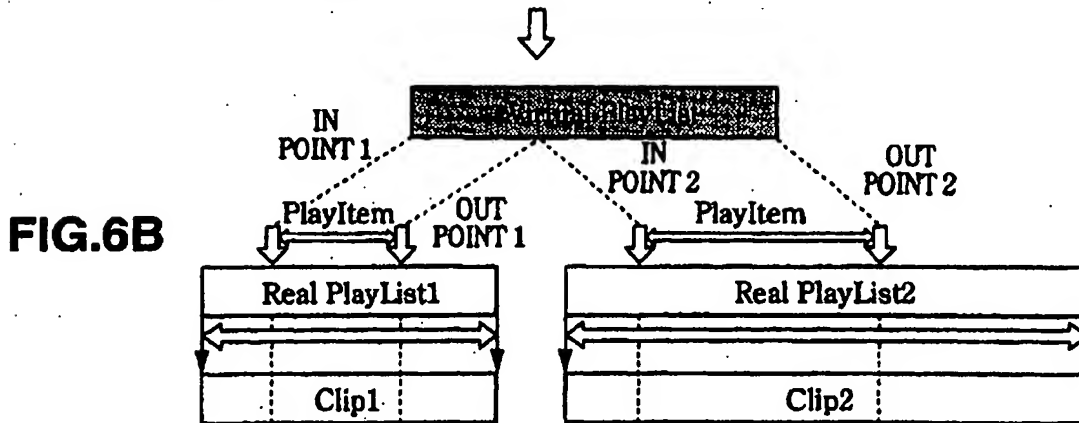 Virtual PlayList
IN
POINT 1
IN
POINT 2
OUT
POINT 2
PlayItem
OUT
POINT 1
PlayItem
FIG.6B
Real PlayList1
Real PlayList2
Clip1
Clip2